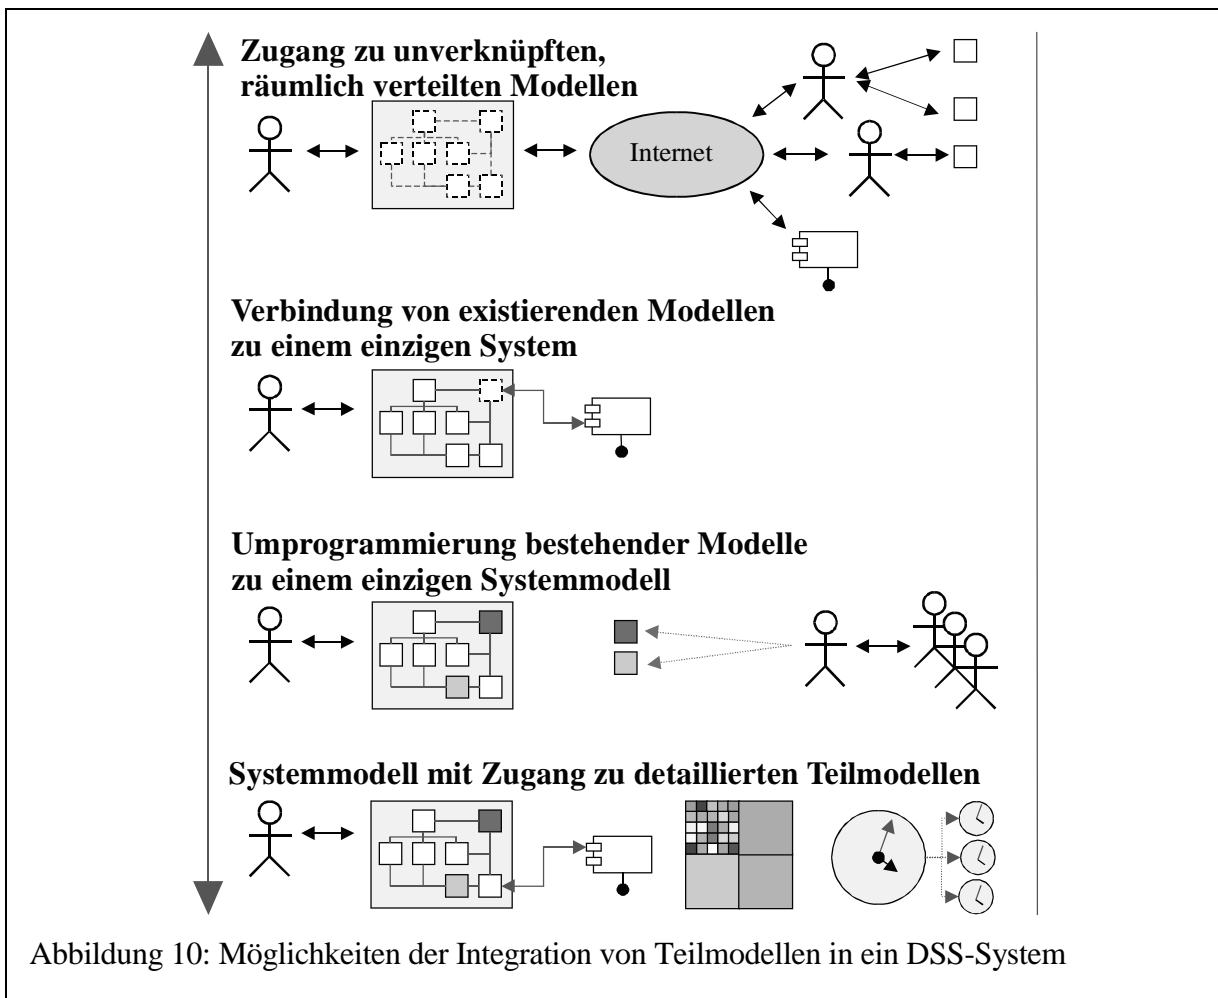 Zugang zu unverknüpften,
räumlich verteilten Modellen
Internet
Verbindung von existierenden Modellen
zu einem einzigen System
Umprogrammierung bestehender Modelle
zu einem einzigen Systemmodell
Systemmodell mit Zugang zu detaillierten Teilmodellen
Abbildung 10: Möglichkeiten der Integration von Teilmodellen in ein DSS-System